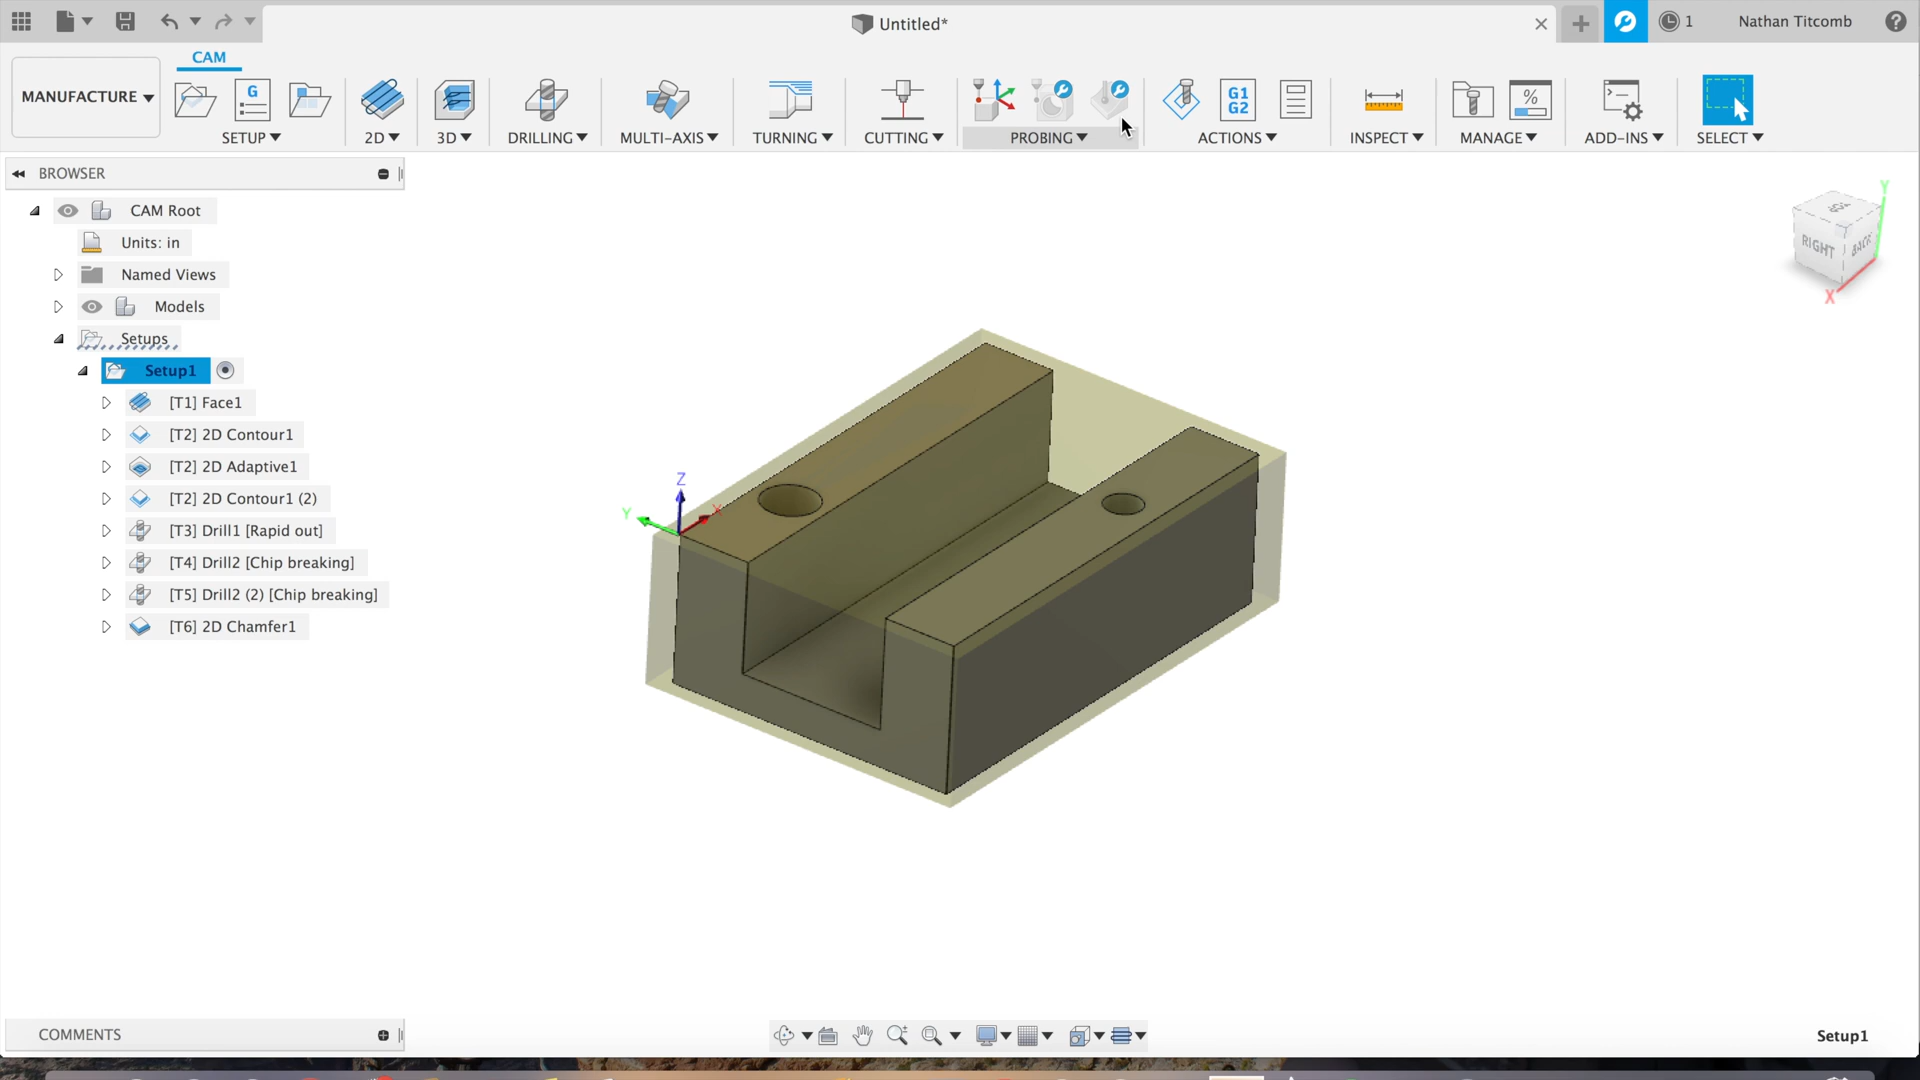 Untitled*
1
Nathan Titcomb
CAM
MANUFACTURE
G
G1
G2
%
SETUP
2D
3D
DRILLING
MULTI-AXIS
TURNING
CUTTING
PROBING
ACTIONS
INSPECT
MANAGE
ADD-INS
SELECT
BROWSER
CAM Root
Units: in
Named Views
Models
Setups
Setup1
[T1] Face1
[T2] 2D Contour1
[T2] 2D Adaptive1
[T2] 2D Contour1 (2)
[T3] Drill1 [Rapid out]
[T4] Drill2 [Chip breaking]
[T5] Drill2 (2) [Chip breaking]
[T6] 2D Chamfer1
Z
Y
X
Y
TOP
RIGHT
BACK
X
COMMENTS
Setup1